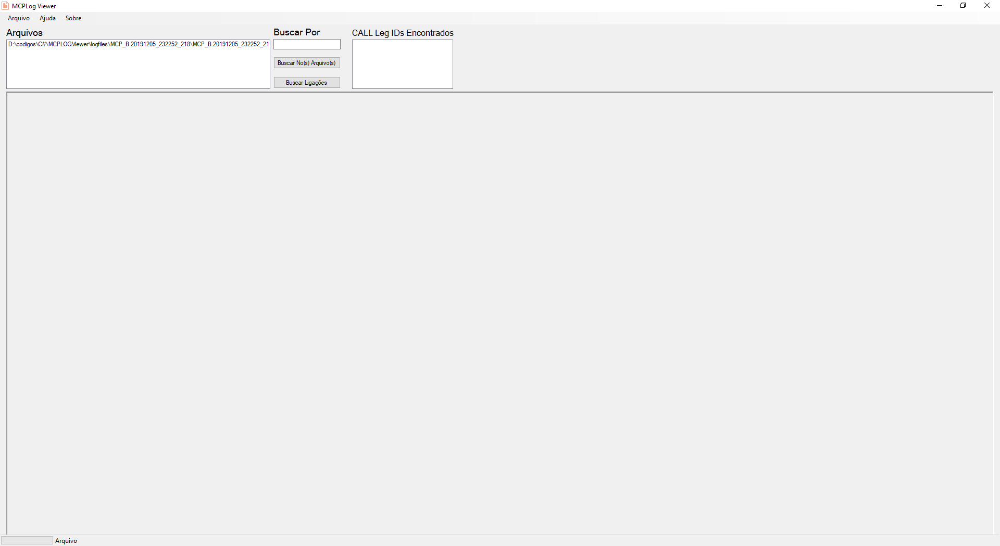 MCPLog Viewer
Arquivo Ajuda Sobre
Arquivos
D:\codigos\C#\MCPLOGViewer\logfiles\MCP_B.20191205_232252_218\MCP_B.20191205_232252_21
Buscar Por
Buscar No(s) Arquivo(s)
Buscar Ligações
CALL Leg IDs Encontrados
Arquivo